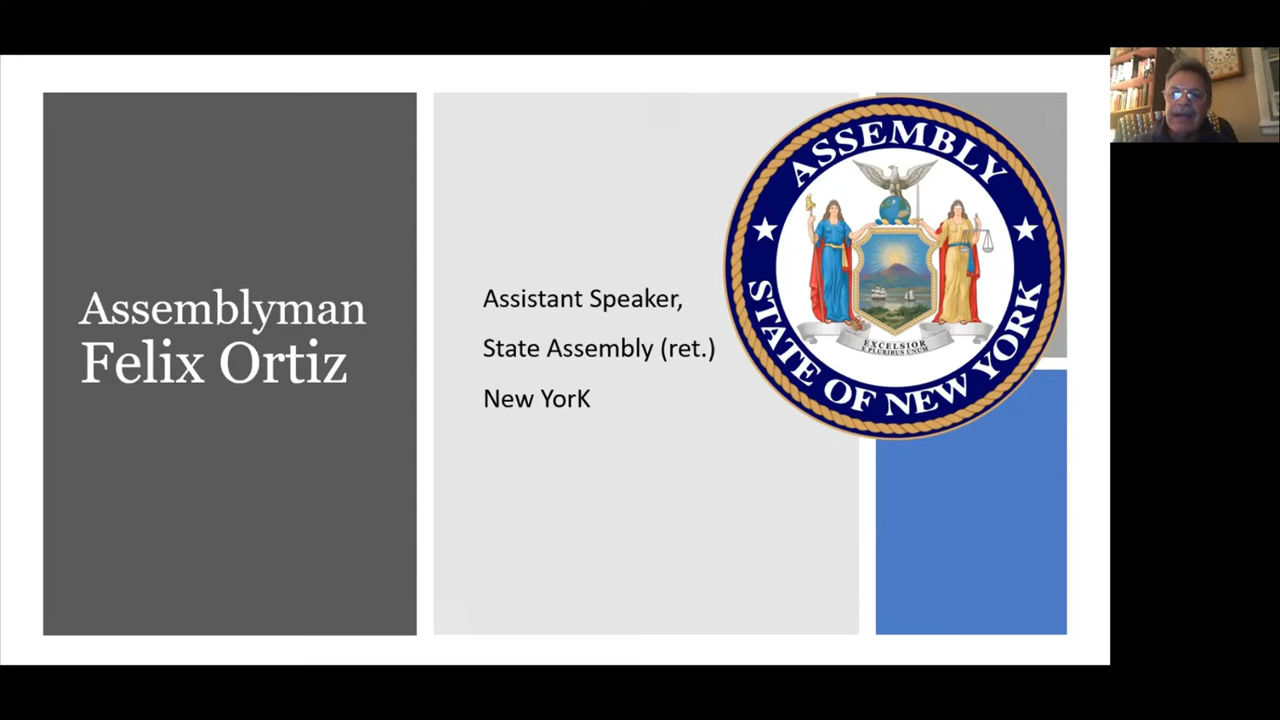 Assemblyman
Felix Ortiz
Assistant Speaker,
State Assembly (ret.)
New YorK
ASSEMBLY
STATE OF NEW YORK
EXCELSIOR
E PLURIBUS UNUM